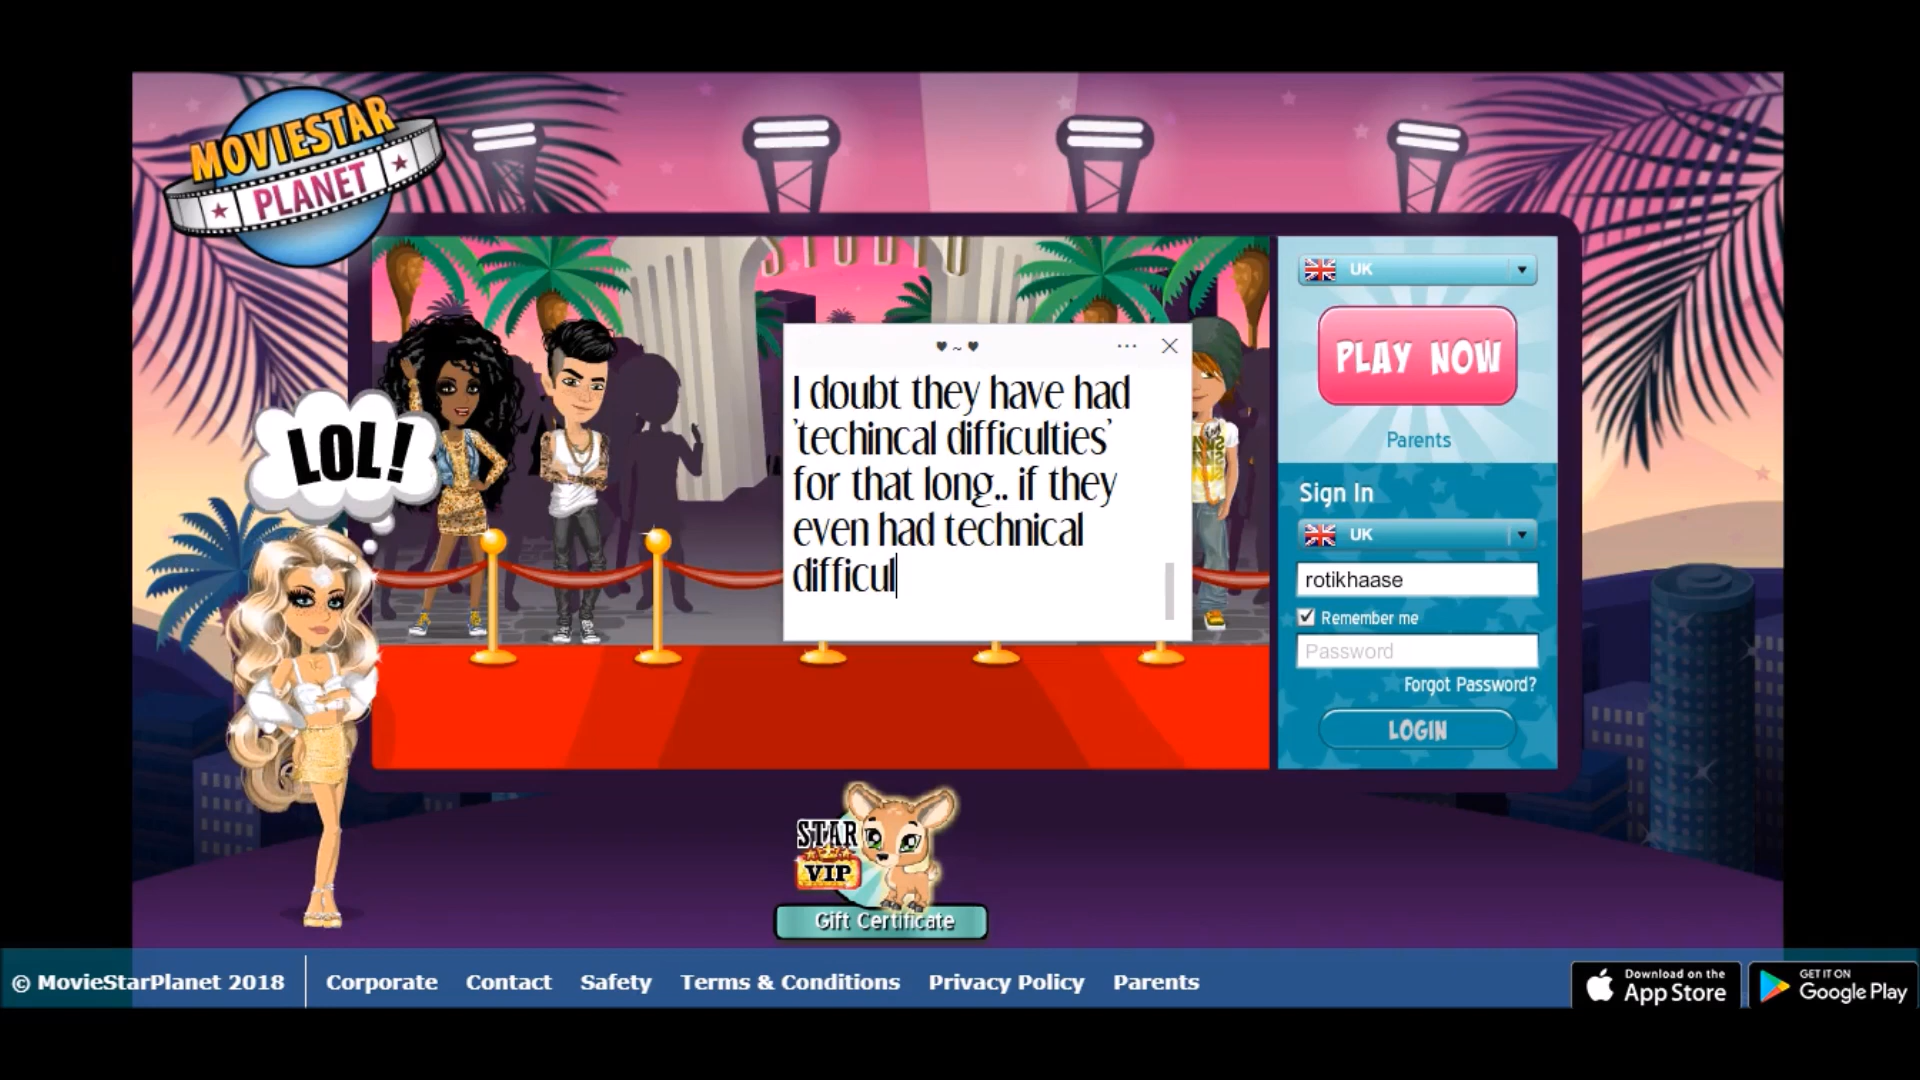 MOVIESTAR
PLANET
STUDIO
UK
PLAY NOW
Parents
♥ ~ ♥
I doubt they have had
'techincal difficulties'
for that long.. if they
even had technical
difficul
LOL!
Sign In
UK
rotikhaase
Remember me
Password
Forgot Password?
LOGIN
STAR
VIP
Gift Certificate
© MovieStarPlanet 2018
Corporate
Contact
Safety
Terms & Conditions
Privacy Policy
Parents
Download on the
App Store
GET IT ON
Google Play